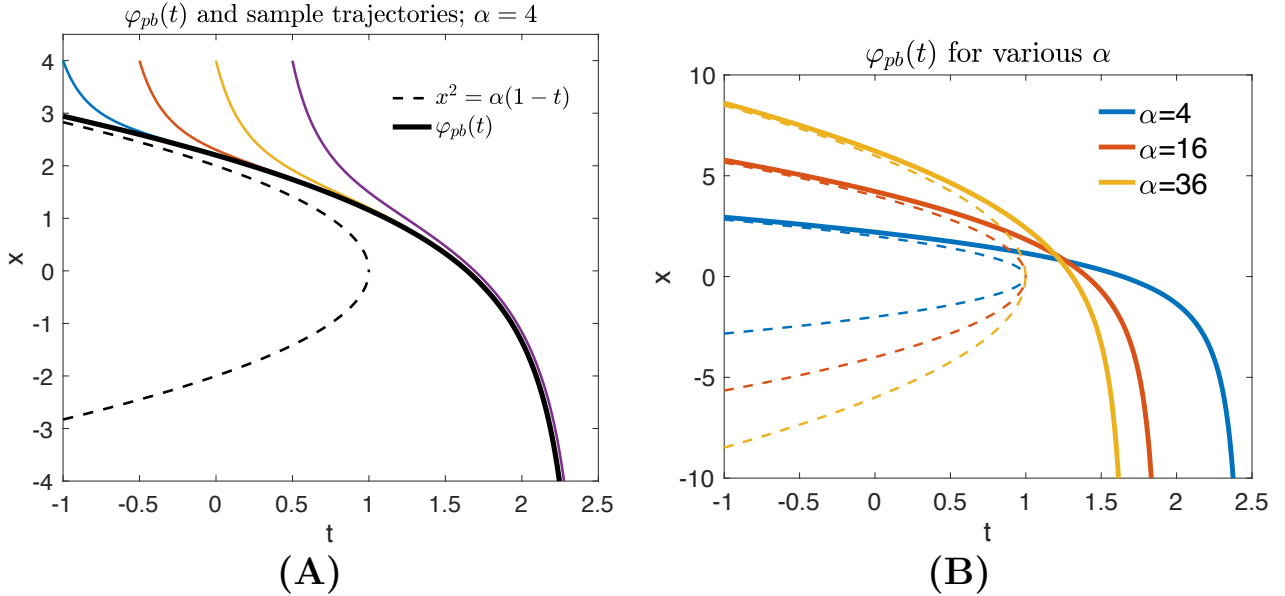 φ_pb(t) and sample trajectories; α = 4
4
3
2
1
0
-1
-2
-3
-4
x
x² = α(1 − t)
φ_pb(t)
-1 -0.5 0 0.5 1 1.5 2 2.5
t
(A)
φ_pb(t) for various α
10
5
0
-5
-10
x
α=4
α=16
α=36
-1 -0.5 0 0.5 1 1.5 2 2.5
t
(B)